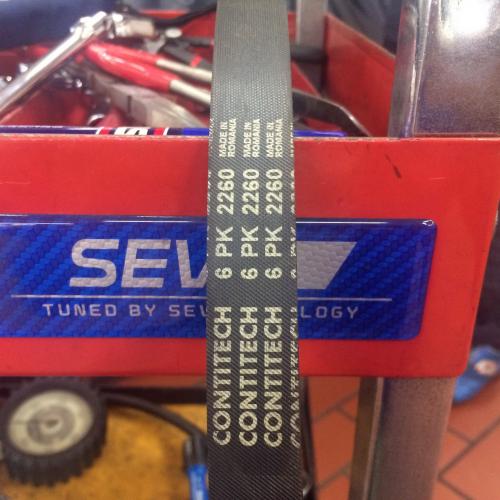 MADE IN
ROMANIA
MADE IN
ROMANIA
MADE IN
ROMANIA
6 PK 2260
6 PK 2260
6 PK 2260
CONTITECH
CONTITECH
CONTITECH
SEV
TUNED BY SEV OLOGY